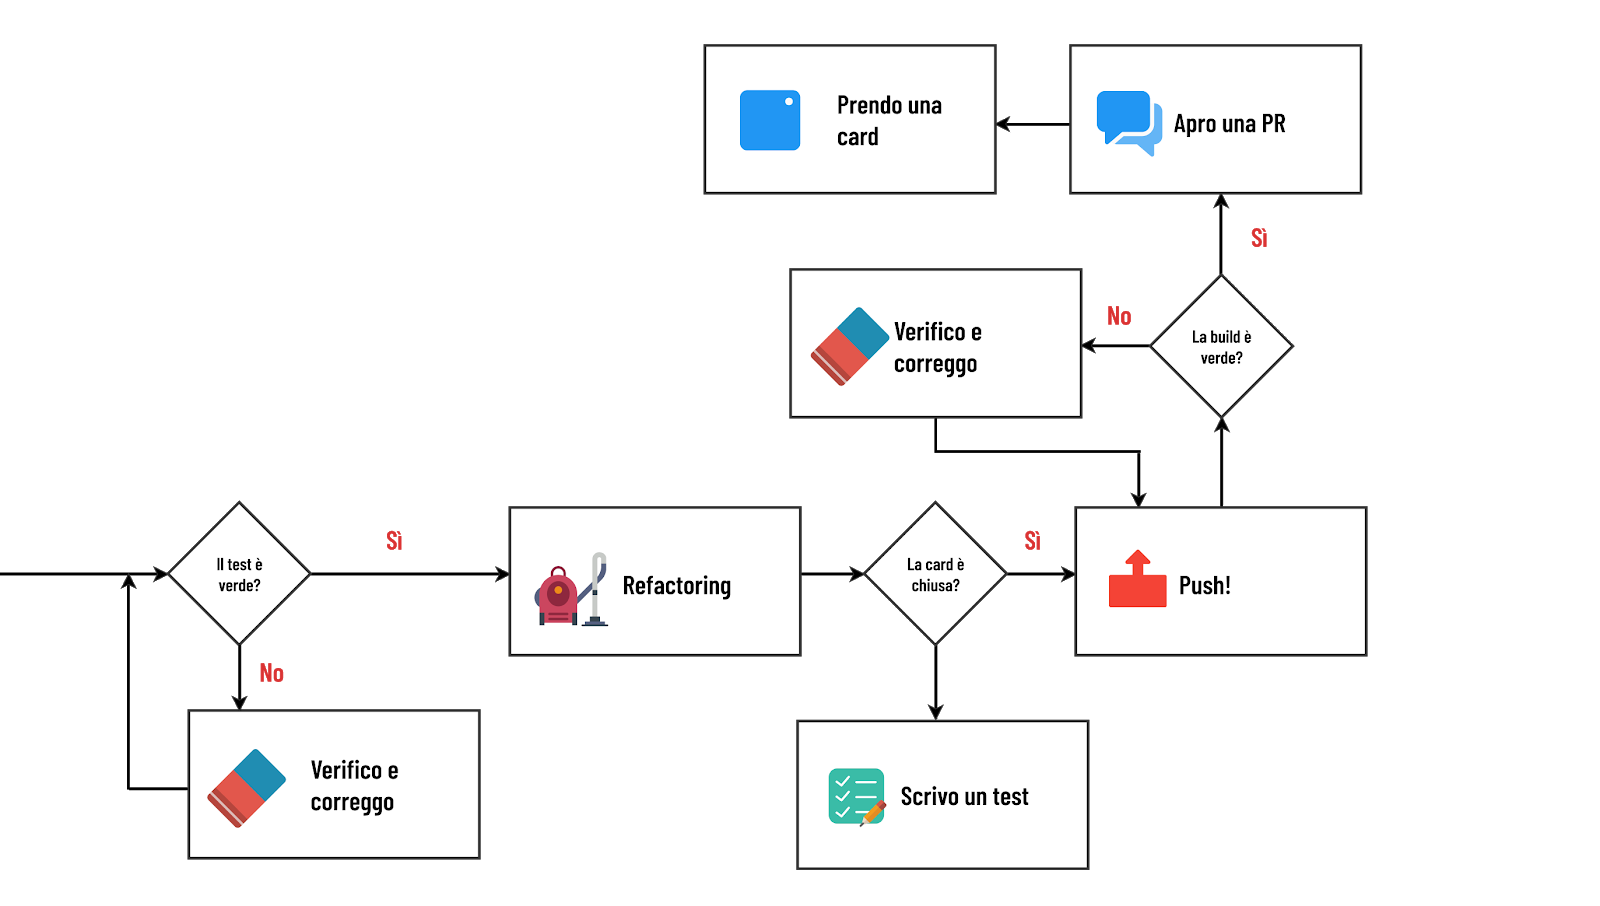 Prendo una
card
Apro una PR
Sì
Verifico e
correggo
No
La build è
verde?
Il test è
verde?
Sì
Refactoring
La card è
chiusa?
Sì
Push!
No
Verifico e
correggo
Scrivo un test